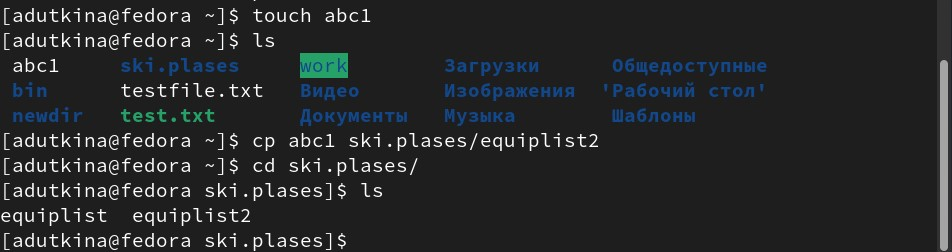 [adutkina@fedora ~]$ touch abc1
[adutkina@fedora ~]$ ls
abc1 ski.plases work Загрузки Общедоступные
bin testfile.txt Видео Изображения 'Рабочий стол'
newdir test.txt Документы Музыка Шаблоны
[adutkina@fedora ~]$ cp abc1 ski.plases/equiplist2
[adutkina@fedora ~]$ cd ski.plases/
[adutkina@fedora ski.plases]$ ls
equiplist equiplist2
[adutkina@fedora ski.plases]$